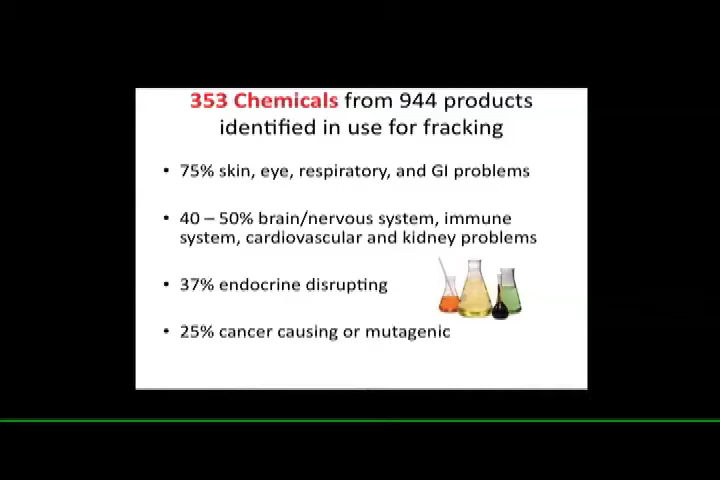 353 Chemicals from 944 products
identified in use for fracking
• 75% skin, eye, respiratory, and GI problems
• 40 – 50% brain/nervous system, immune
system, cardiovascular and kidney problems
• 37% endocrine disrupting
• 25% cancer causing or mutagenic